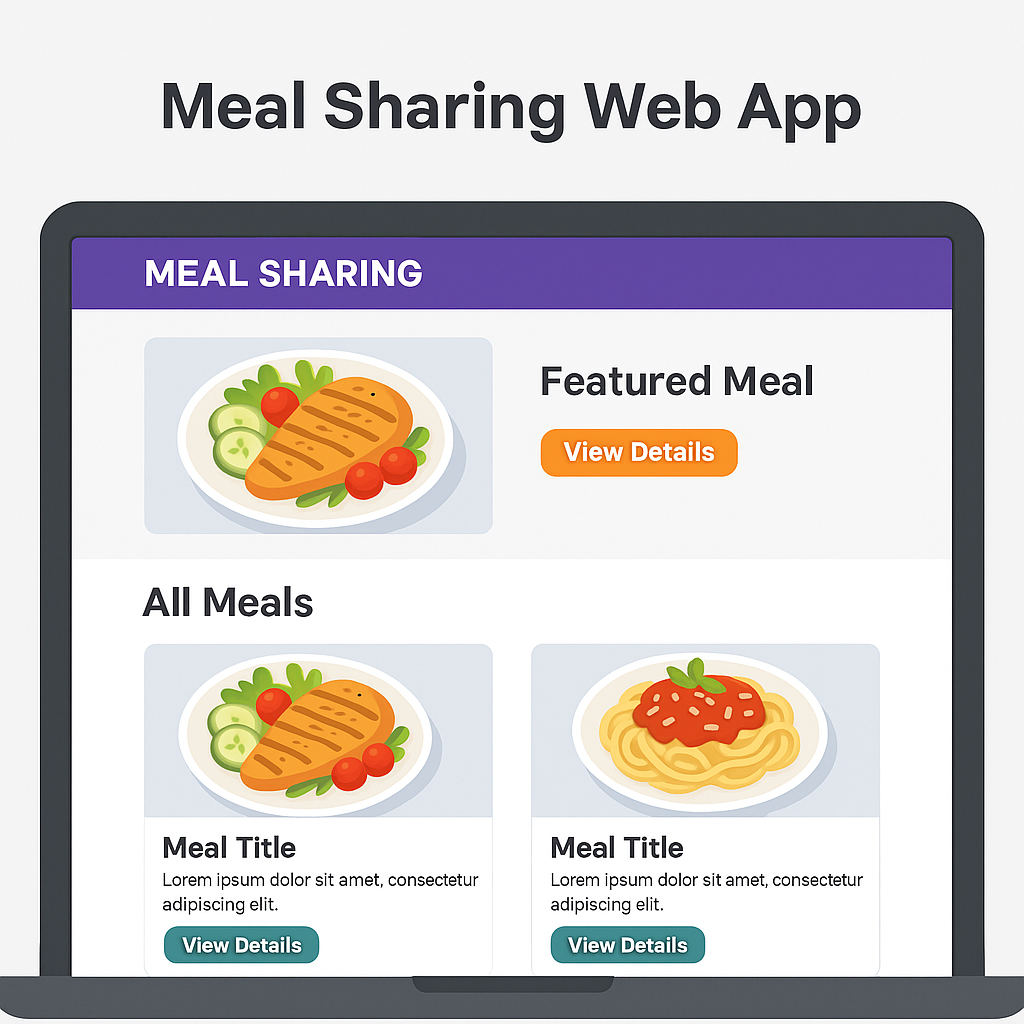 Meal Sharing Web App
MEAL SHARING
Featured Meal
View Details
All Meals
Meal Title
Lorem ipsum dolor sit amet, consectetur
adipiscing elit.
View Details
Meal Title
Lorem ipsum dolor sit amet, consectetur
adipiscing elit.
View Details